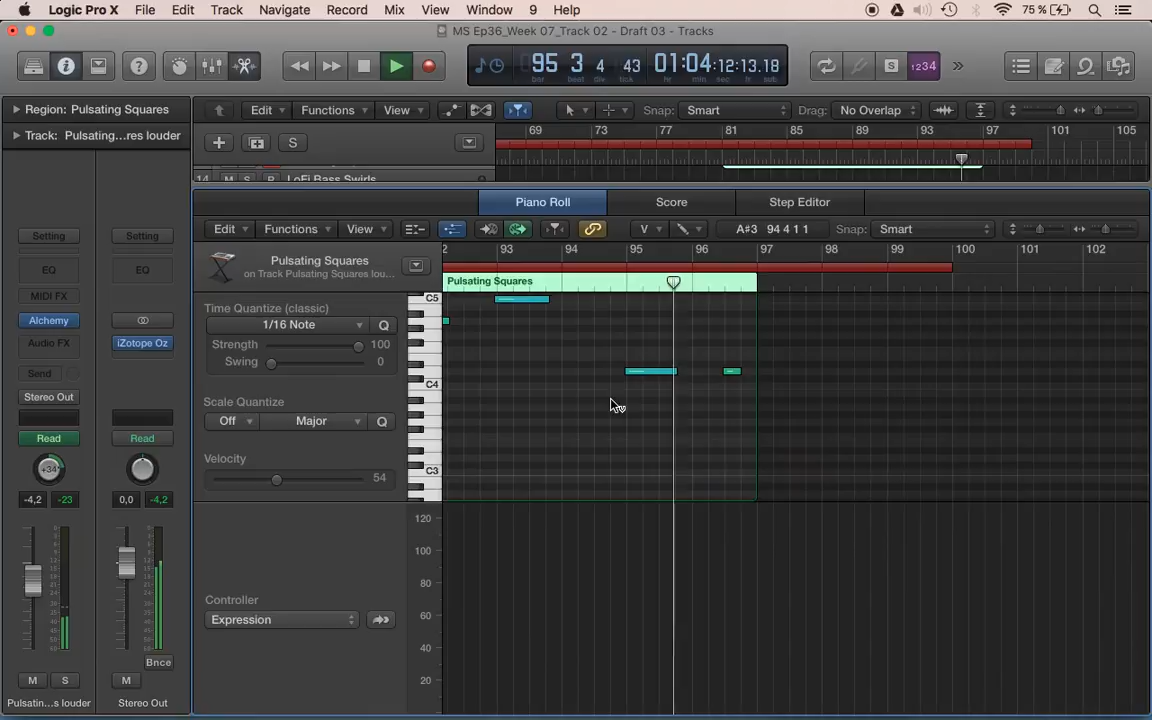 Logic Pro X File Edit Track Navigate Record Mix View Window 9 Help 75 %
MS Ep36_Week 07_Track 02 - Draft 03 - Tracks
95 3 4 43 01:04:12:13.18
bar beat div tick hr min sec sub
S 1234
Region: Pulsating Squares
Edit Functions View Snap: Smart Drag: No Overlap
Track: Pulsating...res louder
S 69 73 77 81 85 89 93 97 101 105
14 M S R LoFi Bass Swirls
Piano Roll Score Step Editor
Edit Functions View V A#3 94 4 1 1 Snap: Smart
Setting Setting
2 93 94 95 96 97 98 99 100 101 102
Pulsating Squares
on Track Pulsating Squares lou...
EQ EQ
Pulsating Squares
MIDI FX
C5
Time Quantize (classic)
Alchemy
1/16 Note Q
Audio FX iZotope Oz
Strength 100
Swing 0
Send
C4
Stereo Out
Scale Quantize
Off Major Q
Read Read
Velocity
+34
54
C3
-4,2 -23 0,0 -4,2
120
100
80
Controller
Expression
60
40
Bnce
M S M
20
Pulsatin...s louder Stereo Out